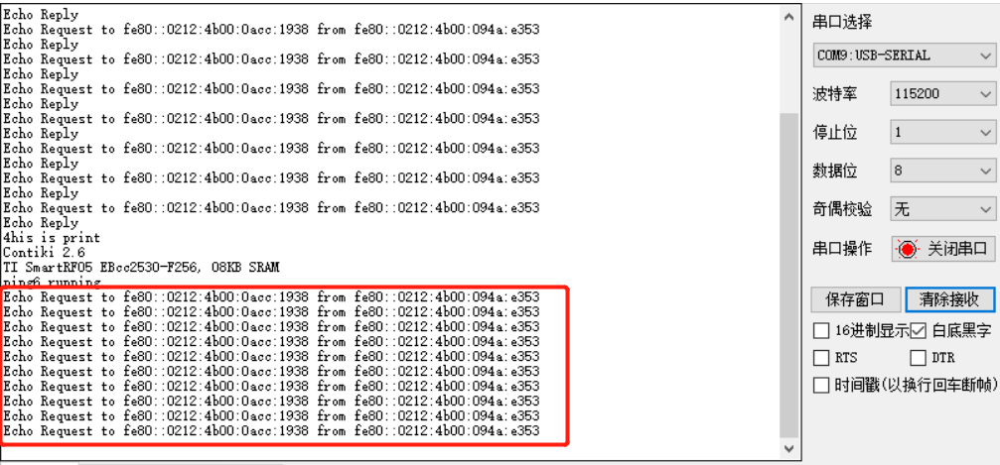 Echo Reply
Echo Request to fe80::0212:4b00:0acc:1938 from fe80::0212:4b00:094a:e353
Echo Reply
Echo Request to fe80::0212:4b00:0acc:1938 from fe80::0212:4b00:094a:e353
Echo Reply
Echo Request to fe80::0212:4b00:0acc:1938 from fe80::0212:4b00:094a:e353
Echo Reply
Echo Request to fe80::0212:4b00:0acc:1938 from fe80::0212:4b00:094a:e353
Echo Reply
Echo Request to fe80::0212:4b00:0acc:1938 from fe80::0212:4b00:094a:e353
Echo Reply
Echo Request to fe80::0212:4b00:0acc:1938 from fe80::0212:4b00:094a:e353
Echo Reply
Echo Request to fe80::0212:4b00:0acc:1938 from fe80::0212:4b00:094a:e353
Echo Reply
4his is print
Contiki 2.6
TI SmartRF05 EBcc2530-F256, 08KB SRAM
ping6 running
Echo Request to fe80::0212:4b00:0acc:1938 from fe80::0212:4b00:094a:e353
Echo Request to fe80::0212:4b00:0acc:1938 from fe80::0212:4b00:094a:e353
Echo Request to fe80::0212:4b00:0acc:1938 from fe80::0212:4b00:094a:e353
Echo Request to fe80::0212:4b00:0acc:1938 from fe80::0212:4b00:094a:e353
Echo Request to fe80::0212:4b00:0acc:1938 from fe80::0212:4b00:094a:e353
Echo Request to fe80::0212:4b00:0acc:1938 from fe80::0212:4b00:094a:e353
Echo Request to fe80::0212:4b00:0acc:1938 from fe80::0212:4b00:094a:e353
Echo Request to fe80::0212:4b00:0acc:1938 from fe80::0212:4b00:094a:e353
Echo Request to fe80::0212:4b00:0acc:1938 from fe80::0212:4b00:094a:e353
Echo Request to fe80::0212:4b00:0acc:1938 from fe80::0212:4b00:094a:e353
串口选择
COM9:USB-SERIAL
波特率 115200
停止位 1
数据位 8
奇偶校验 无
串口操作 关闭串口
保存窗口 清除接收
16进制显示 白底黑字
RTS DTR
时间戳(以换行回车断帧)